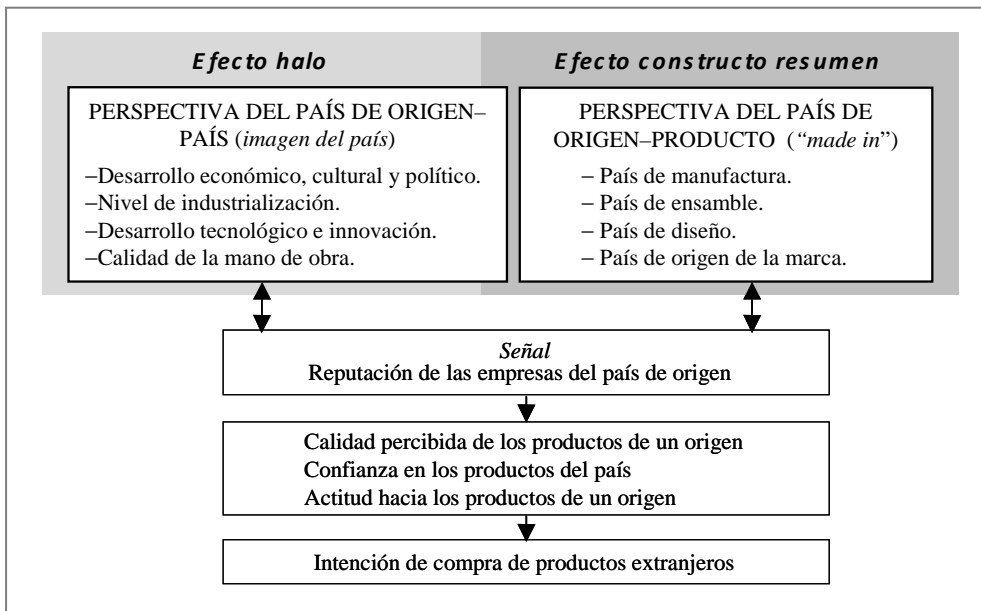 Efecto halo
PERSPECTIVA DEL PAÍS DE ORIGEN–
PAÍS (imagen del país)
–Desarrollo económico, cultural y político.
–Nivel de industrialización.
–Desarrollo tecnológico e innovación.
–Calidad de la mano de obra.
Efecto constructo resumen
PERSPECTIVA DEL PAÍS DE
ORIGEN–PRODUCTO (“made in”)
– País de manufactura.
– País de ensamble.
– País de diseño.
– País de origen de la marca.
Señal
Reputación de las empresas del país de origen
Calidad percibida de los productos de un origen
Confianza en los productos del país
Actitud hacia los productos de un origen
Intención de compra de productos extranjeros